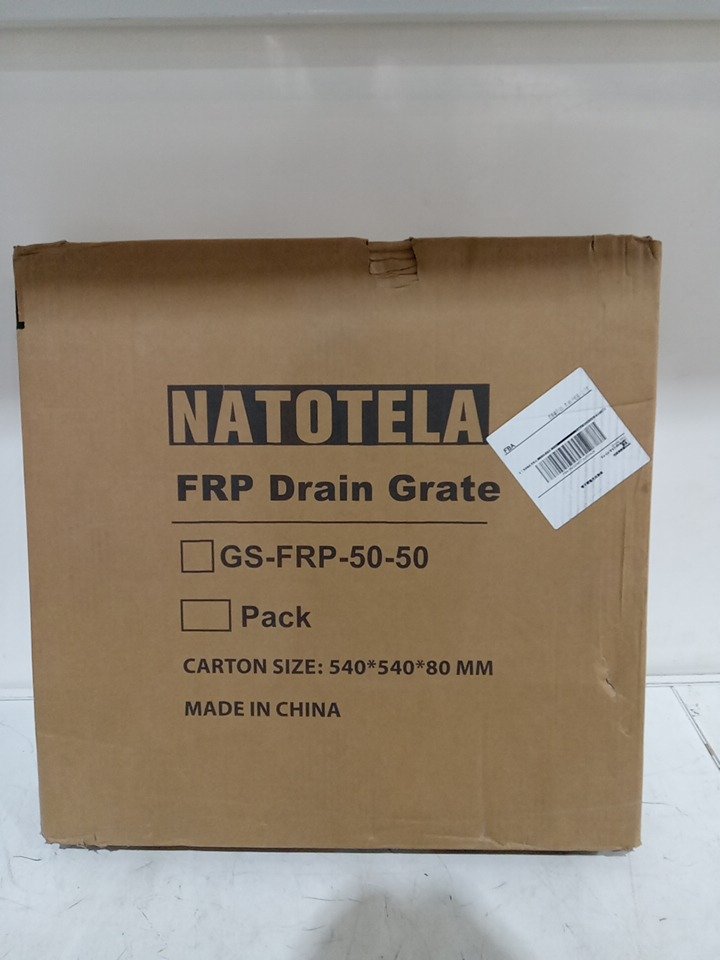 NATOTELA
FRP Drain Grate
GS-FRP-50-50
Pack
CARTON SIZE: 540*540*80 MM
MADE IN CHINA
FBA